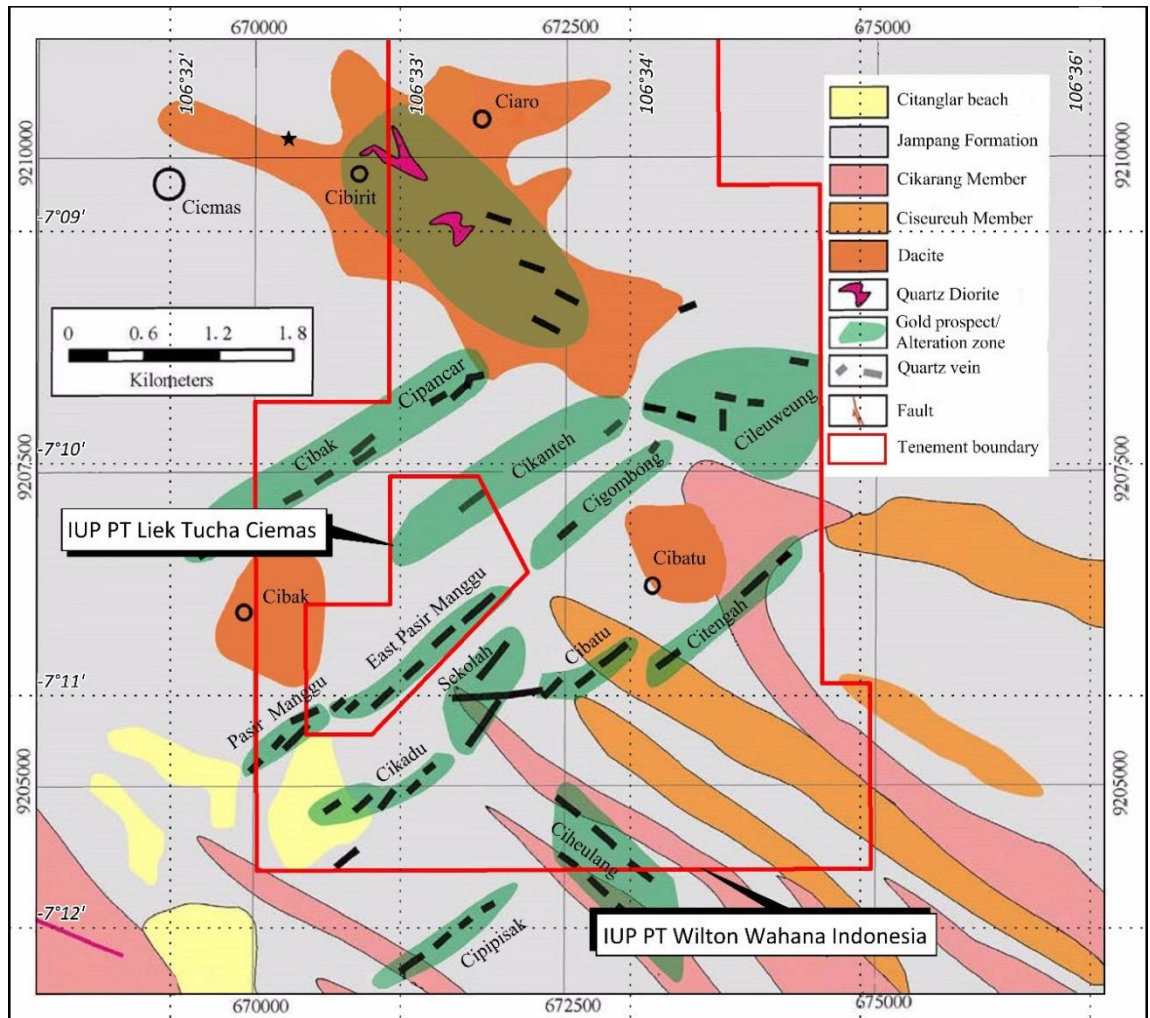 670000
672500
675000
106°32'
106°33'
106°34'
106°36'
Ciaro
9210000
9210000
Cibirit
Ciemas
-7°09'
0 0.6 1.2 1.8
Kilometers
Citanglar beach
Jampang Formation
Cikarang Member
Ciseureuh Member
Dacite
Quartz Diorite
Gold prospect/
Alteration zone
Quartz vein
Fault
Tenement boundary
Cipancar
Cibak
Cikanteh
Cileuweung
Cigombong
-7°10'
9207500
9207500
IUP PT Liek Tucha Ciemas
Cibak
Cibatu
East Pasir Manggu
Citengah
Cibatu
Sekolah
-7°11'
Pasir Manggu
Cikadu
9205000
9205000
Ciheulang
-7°12'
Cipipisak
IUP PT Wilton Wahana Indonesia
670000
672500
675000